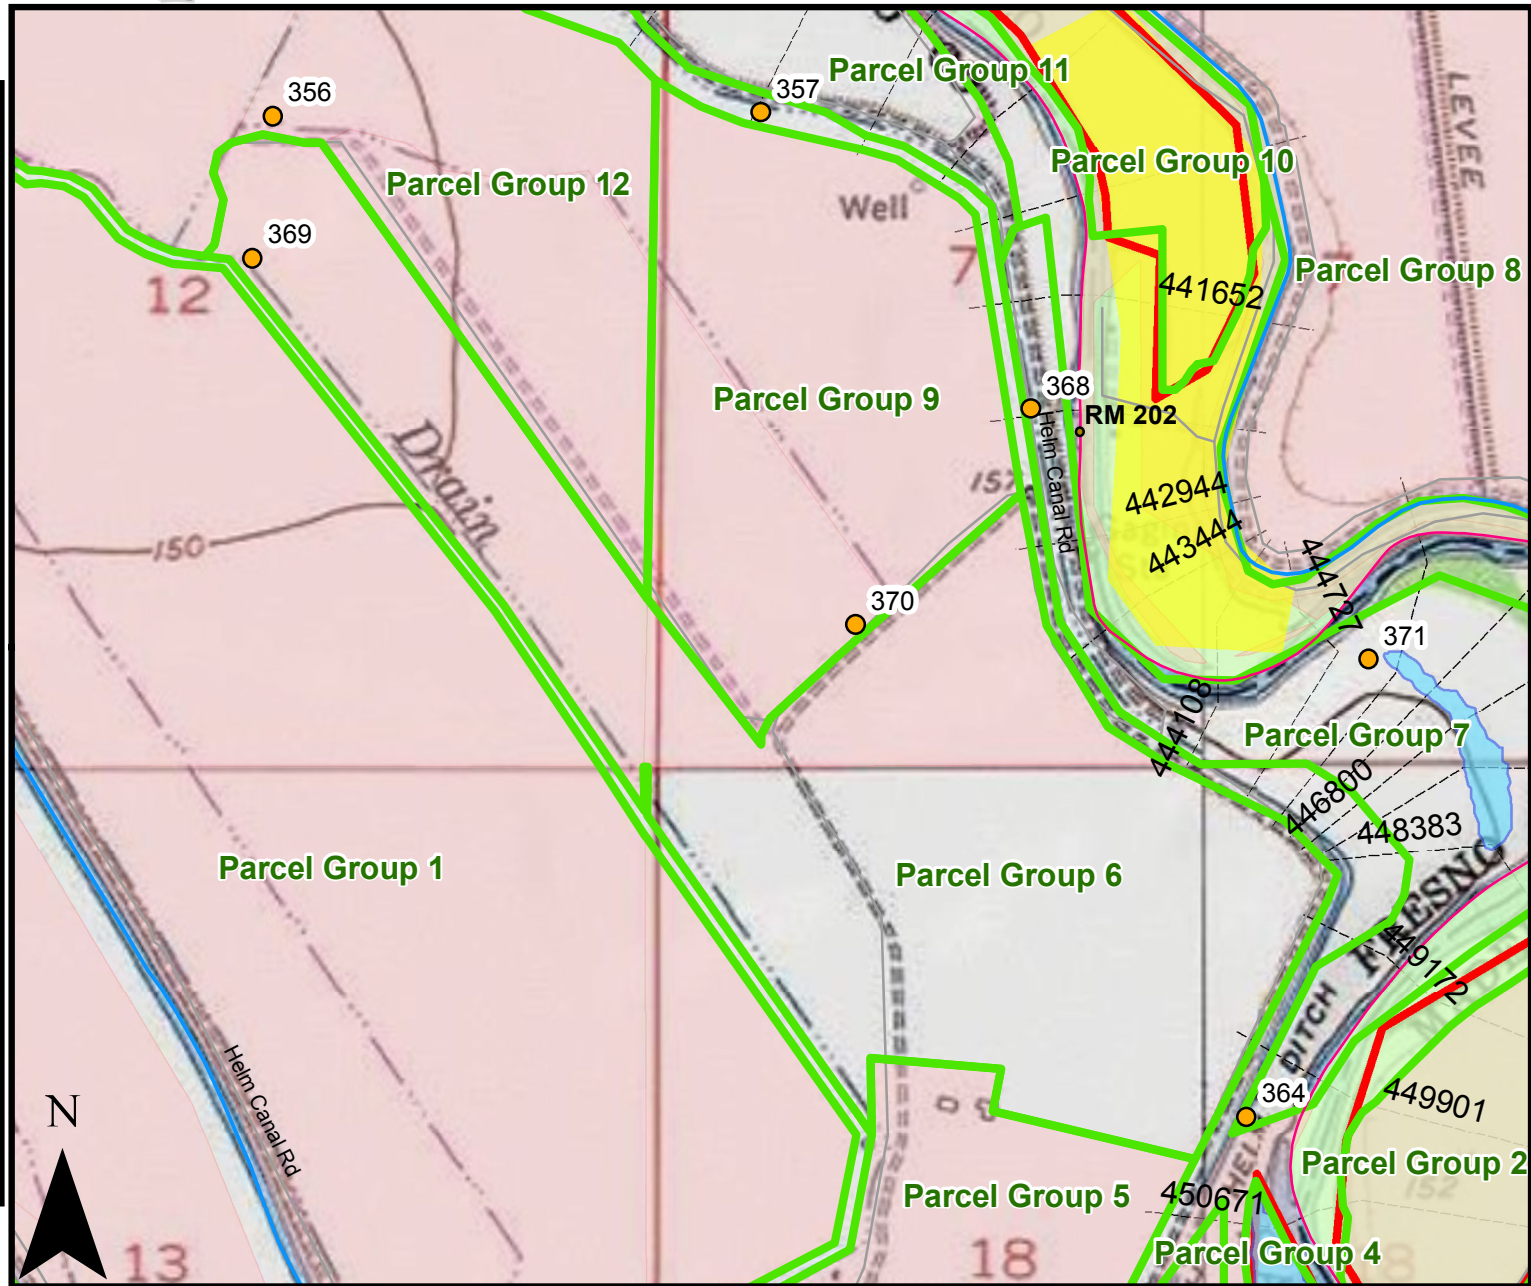 356
357
Parcel Group 11
LEVEE
Parcel Group 12
Parcel Group 10
Well
369
7
12
441652
Parcel Group 8
368
RM 202
Parcel Group 9
Drain
Helm Canal Rd
157
442944
443444
150
444727
370
371
444108
Parcel Group 7
446800
448383
Parcel Group 1
Parcel Group 6
FRESNO
449172
DITCH
Helm Canal Rd
N
364
449901
Parcel Group 2
152
Parcel Group 5
450671
HELM
Parcel Group 4
13
18